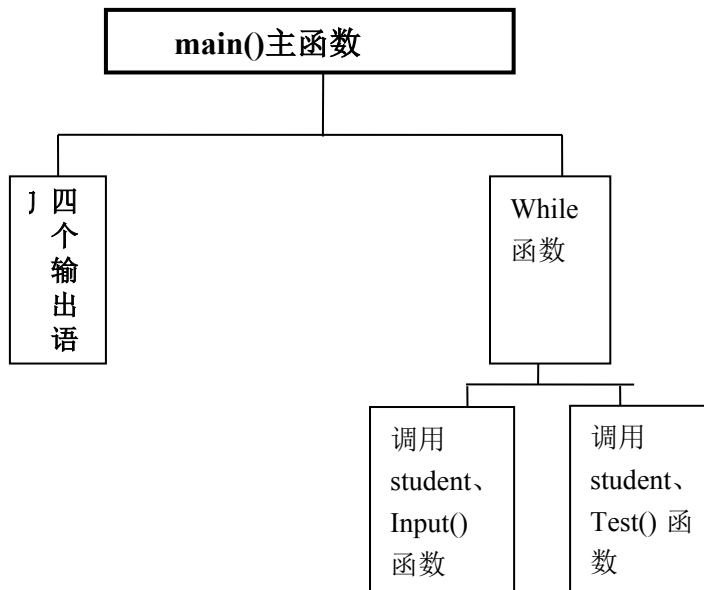 main()主函数
四
个
输
出
语
While
函数
调用
student、
Input()
函数
调用
student、
Test() 函
数